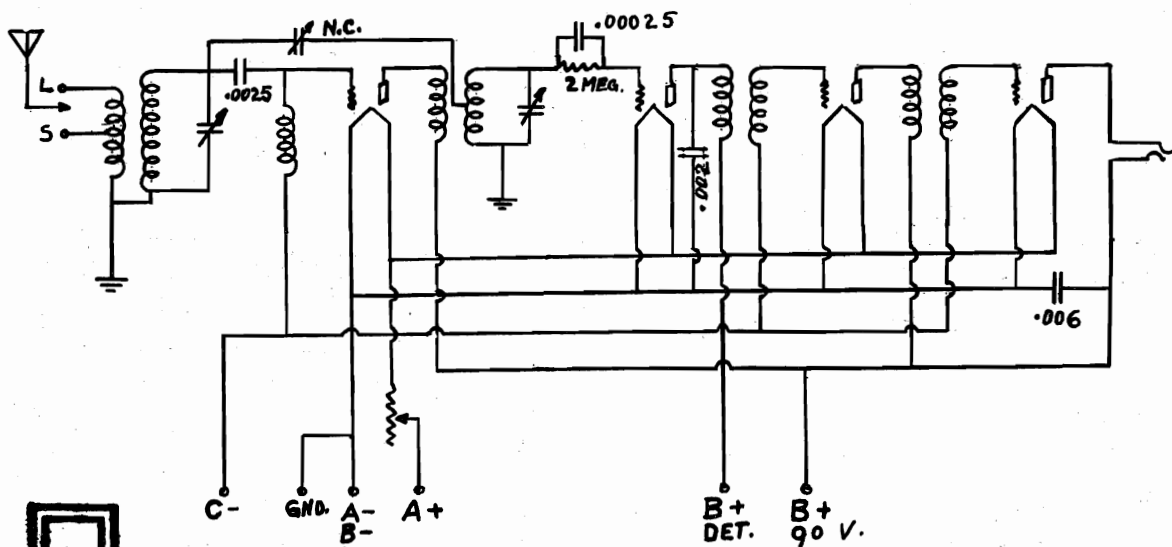 N.C.
.00025
L
.0025
2 MEG.
S
.002
.006
C- GND. A- A+ B+ B+
B- DET. 90 V.